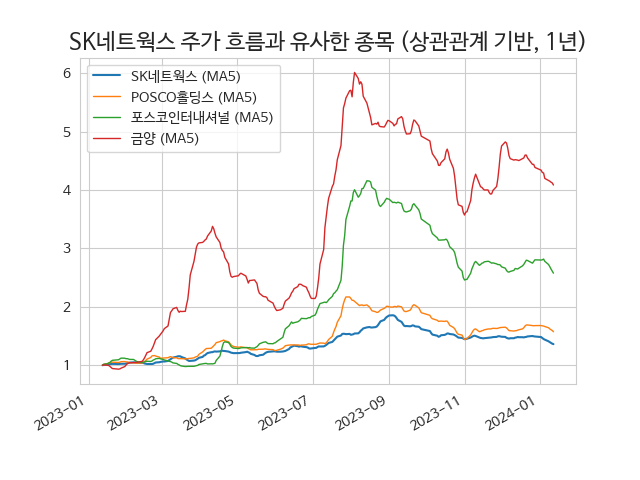 SK네트웍스 주가 흐름과 유사한 종목 (상관관계 기반, 1년)
SK네트웍스 (MA5)
POSCO홀딩스 (MA5)
포스코인터내셔널 (MA5)
금양 (MA5)
6
5
4
3
2
1
2023-01
2023-03
2023-05
2023-07
2023-09
2023-11
2024-01